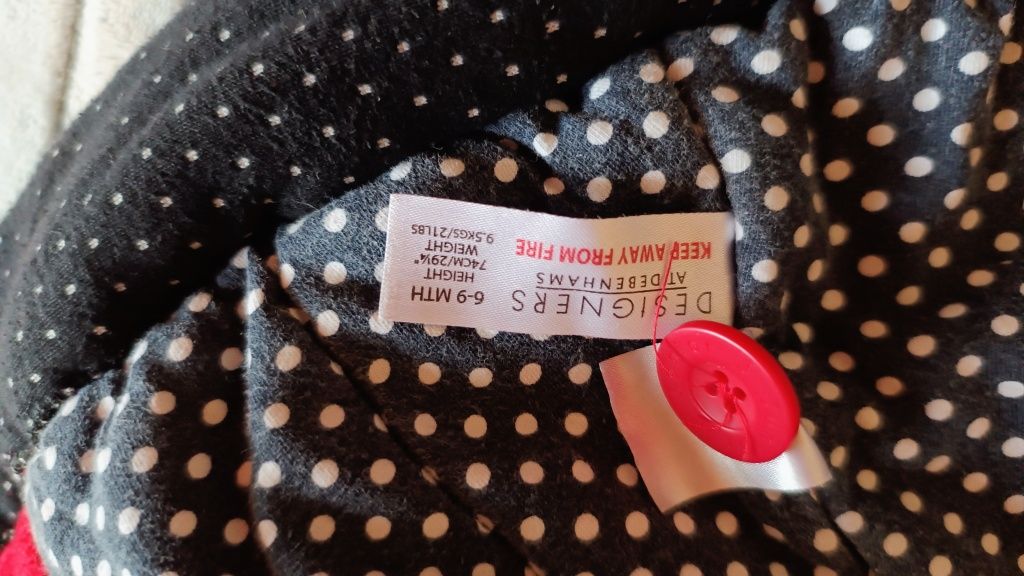 DESIGNERS
AT DEBENHAMS
KEEP AWAY FROM FIRE
6-9 MTH
HEIGHT
74CM/29¼"
WEIGHT
9.5KGS/21LBS